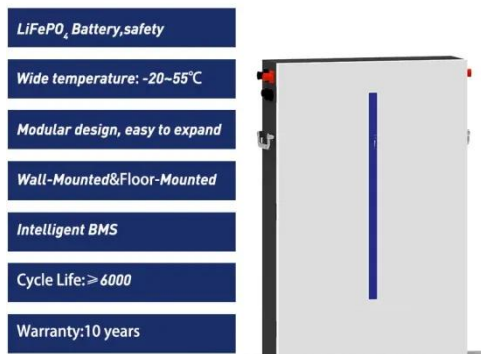 LiFePO₄ Battery,safety
Wide temperature: -20~55℃
Modular design, easy to expand
Wall-Mounted&Floor-Mounted
Intelligent BMS
Cycle Life:≥6000
Warranty:10 years